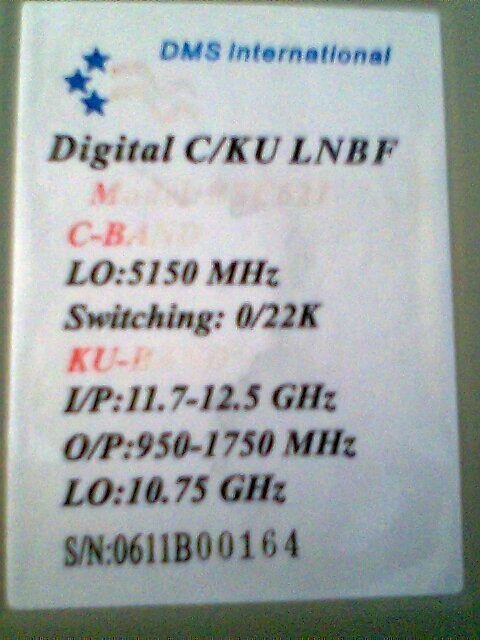 DMS International
Digital C/KU LNBF
C-BAND
LO:5150 MHz
Switching: 0/22K
KU-BAND
I/P:11.7-12.5 GHz
O/P:950-1750 MHz
LO:10.75 GHz
S/N:0611B00164